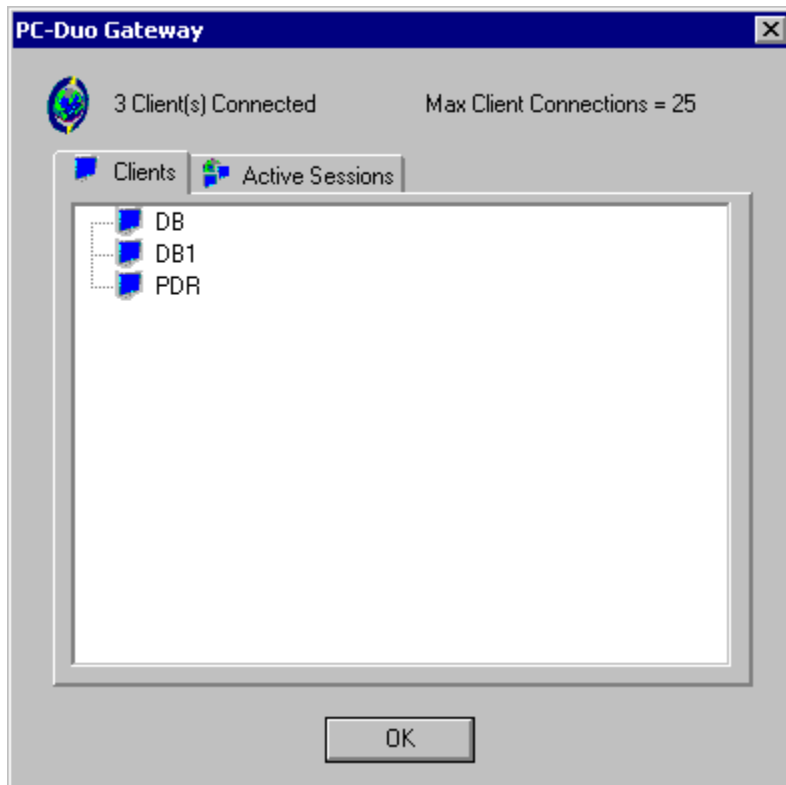 PC-Duo Gateway
3 Client(s) Connected Max Client Connections = 25
Clients Active Sessions
DB
DB1
PDR
OK